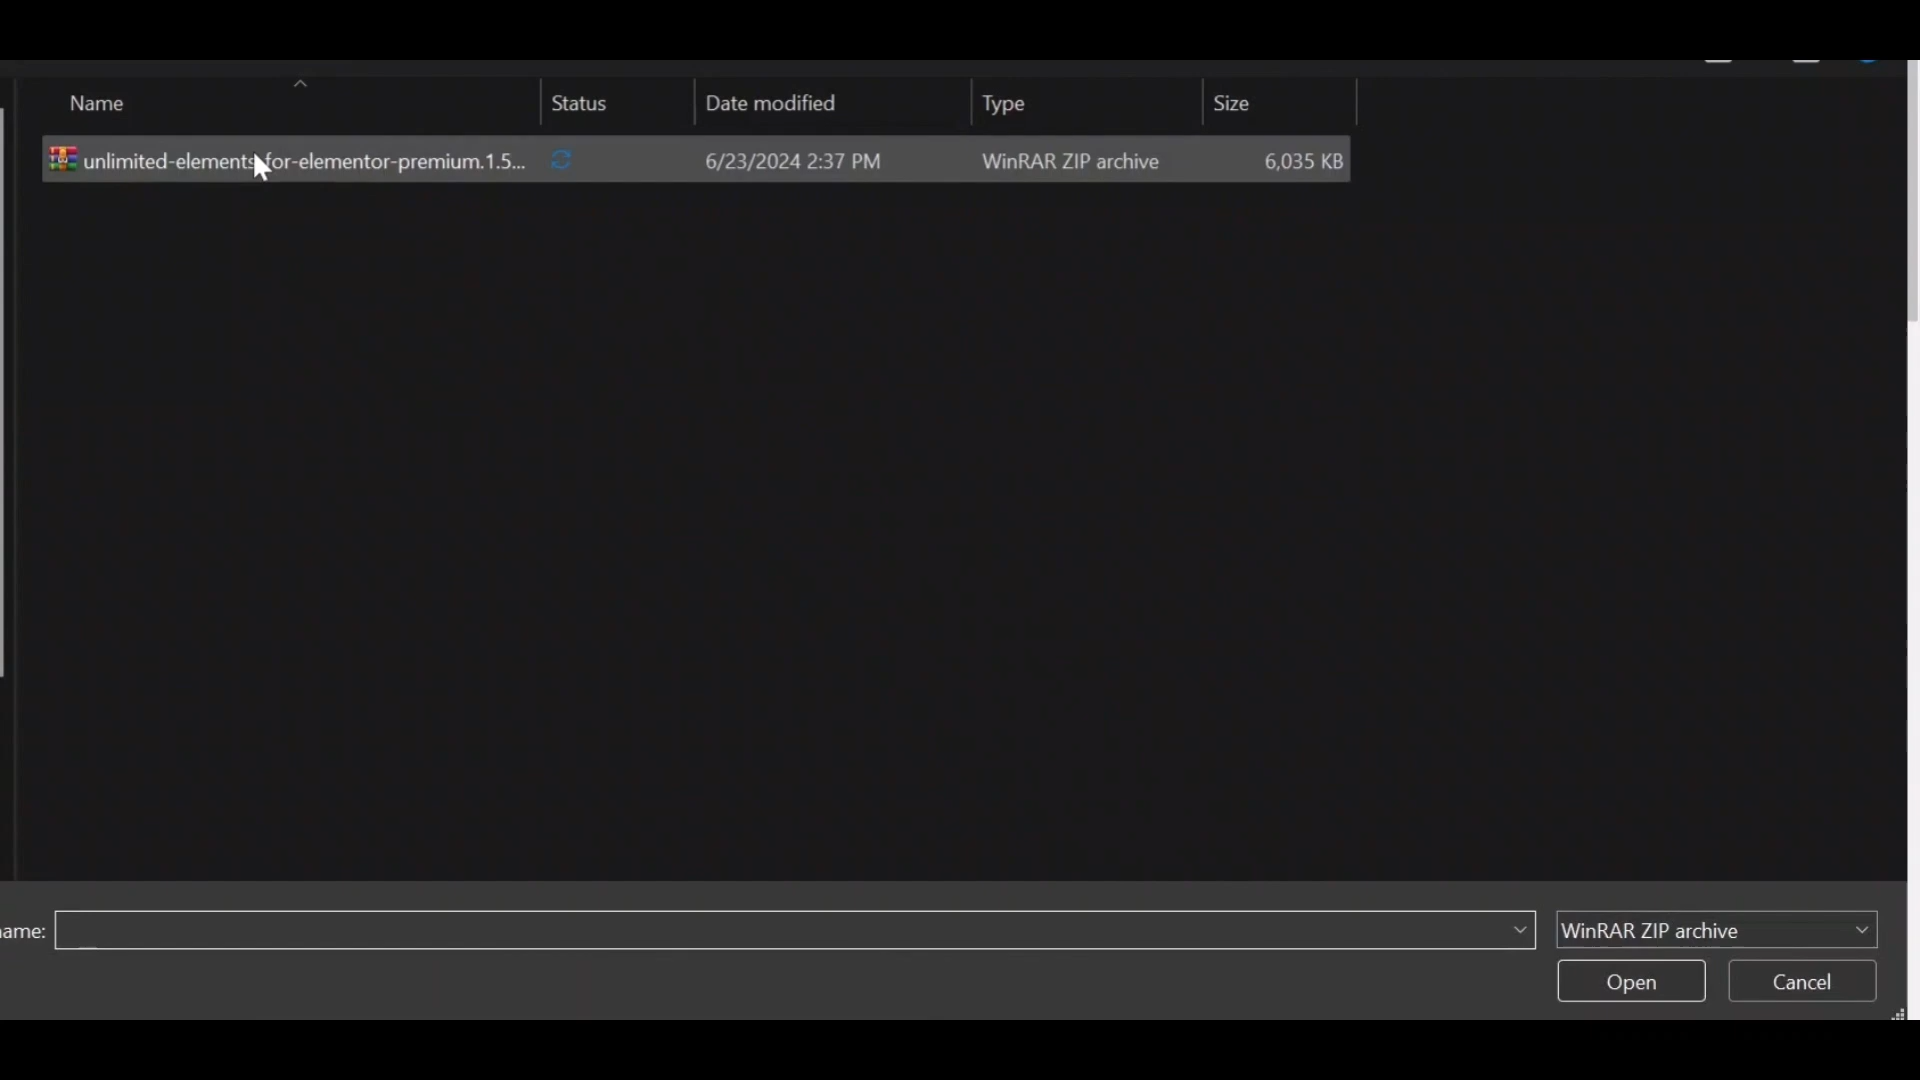 Name Status Date modified Type Size
unlimited-elements-for-elementor-premium.1.5... 6/23/2024 2:37 PM WinRAR ZIP archive 6,035 KB
ame: WinRAR ZIP archive
Open Cancel